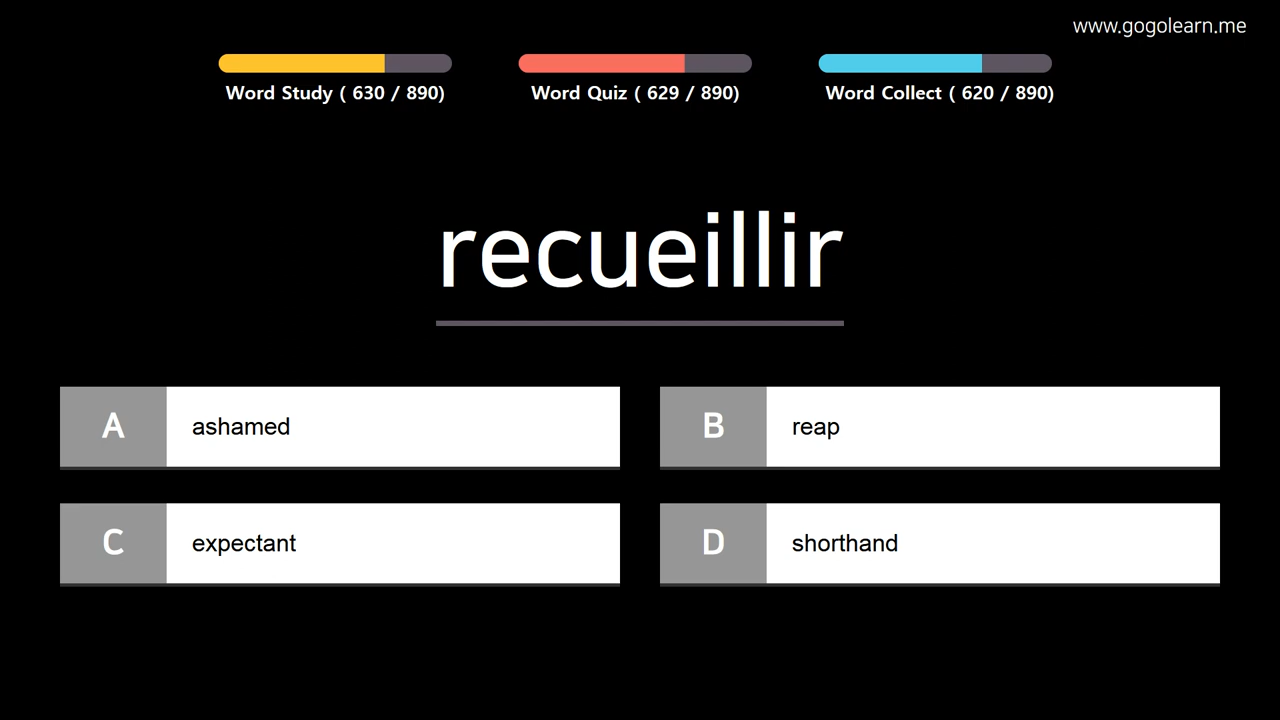 www.gogolearn.me
Word Study ( 630 / 890)
Word Quiz ( 629 / 890)
Word Collect ( 620 / 890)
recueillir
A ashamed
B reap
C expectant
D shorthand